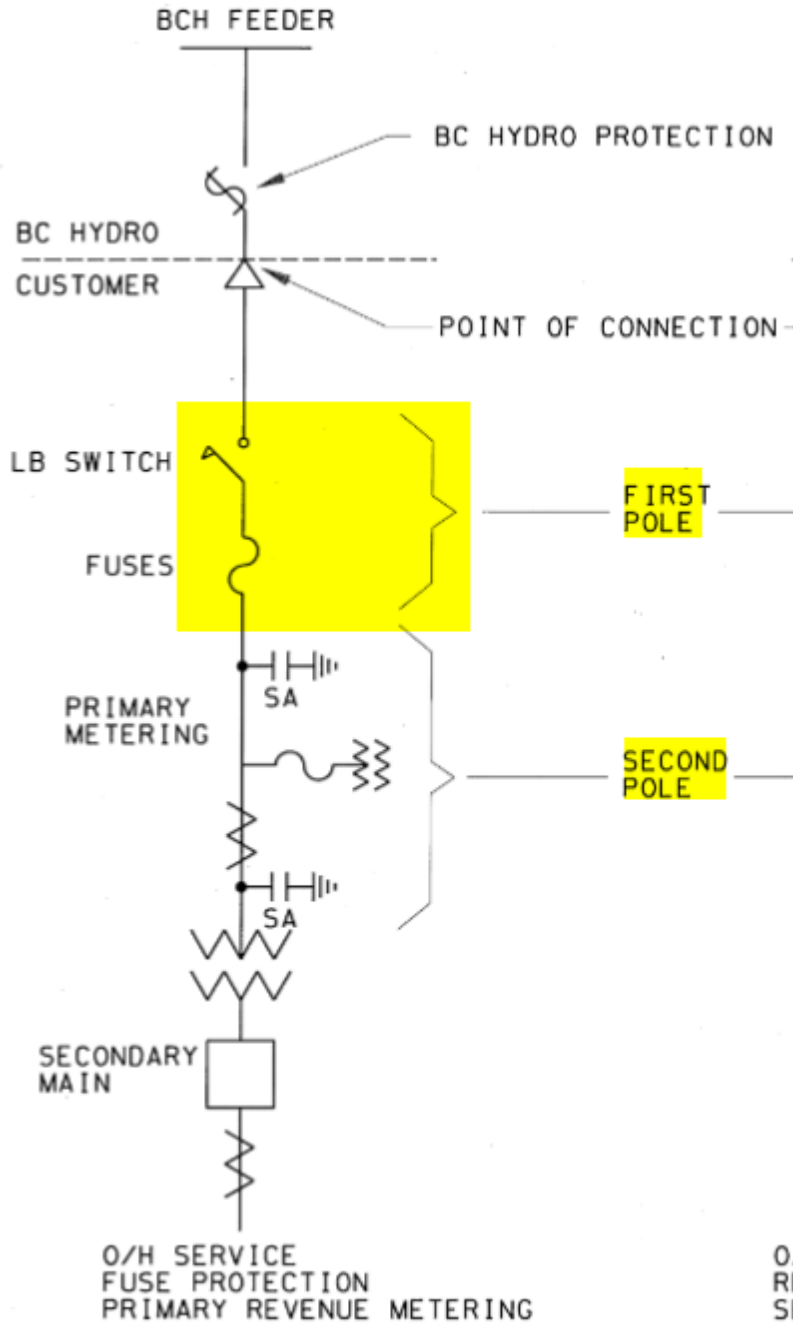 BCH FEEDER
BC HYDRO PROTECTION
BC HYDRO
CUSTOMER
POINT OF CONNECTION
LB SWITCH
FIRST
POLE
FUSES
SA
PRIMARY
METERING
SECOND
POLE
SA
SECONDARY
MAIN
O/H SERVICE
FUSE PROTECTION
PRIMARY REVENUE METERING